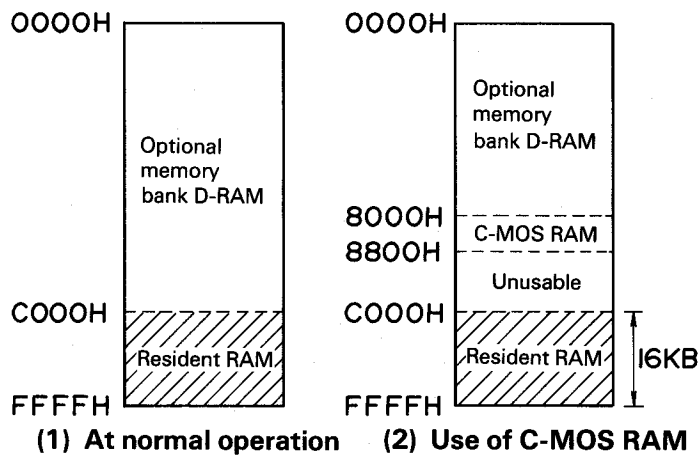 0000H
Optional
memory
bank D-RAM
C000H
Resident RAM
FFFFH
(1) At normal operation
0000H
Optional
memory
bank D-RAM
8000H
C-MOS RAM
8800H
Unusable
C000H
Resident RAM
16KB
FFFFH
(2) Use of C-MOS RAM